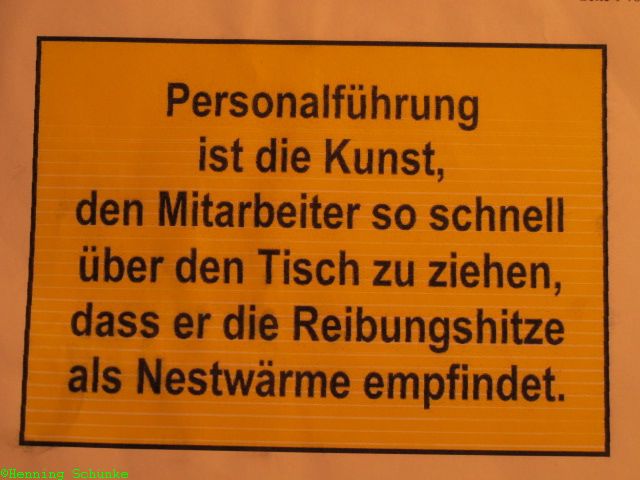 Personalführung
ist die Kunst,
den Mitarbeiter so schnell
über den Tisch zu ziehen,
dass er die Reibungshitze
als Nestwärme empfindet.
©Henning Schunke